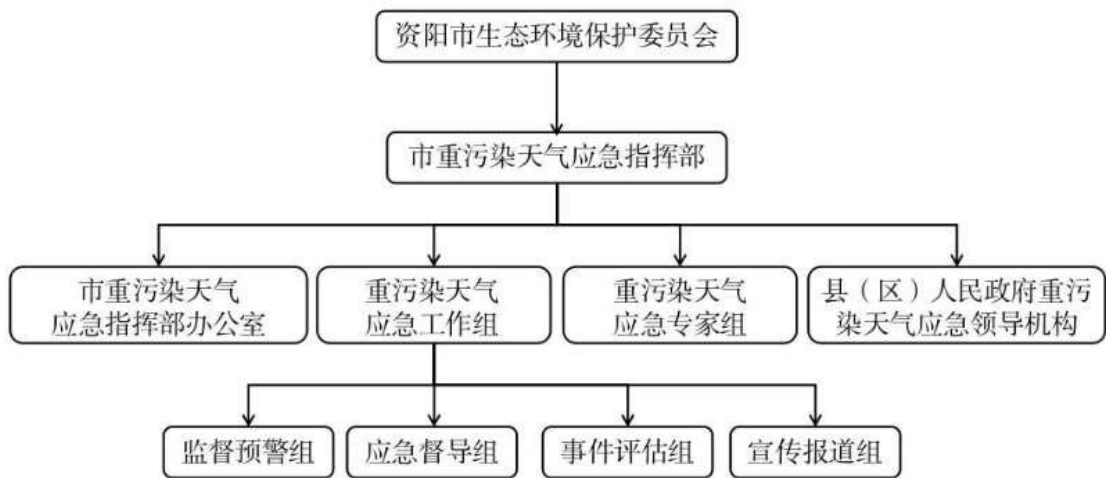 资阳市生态环境保护委员会
市重污染天气应急指挥部
市重污染天气
应急指挥部办公室
重污染天气
应急工作组
重污染天气
应急专家组
县（区）人民政府重污
染天气应急领导机构
监督预警组
应急督导组
事件评估组
宣传报道组